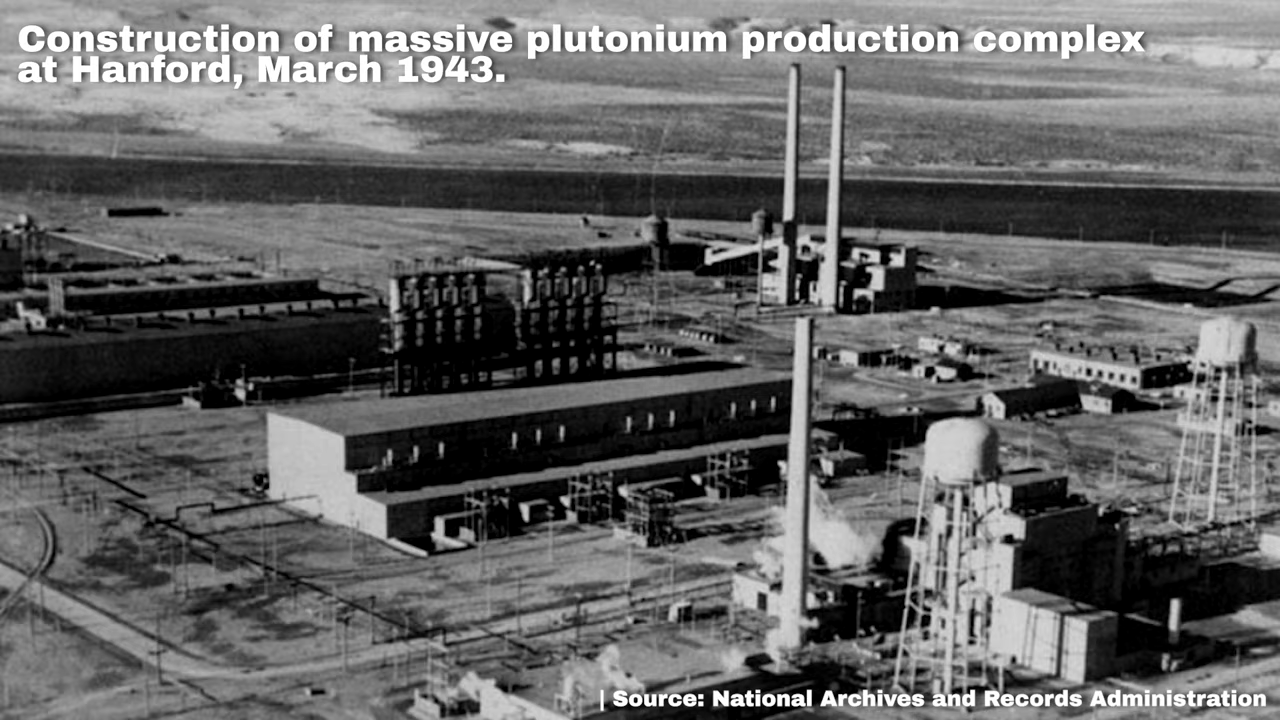 Construction of massive plutonium production complex
at Hanford, March 1943.
| Source: National Archives and Records Administration